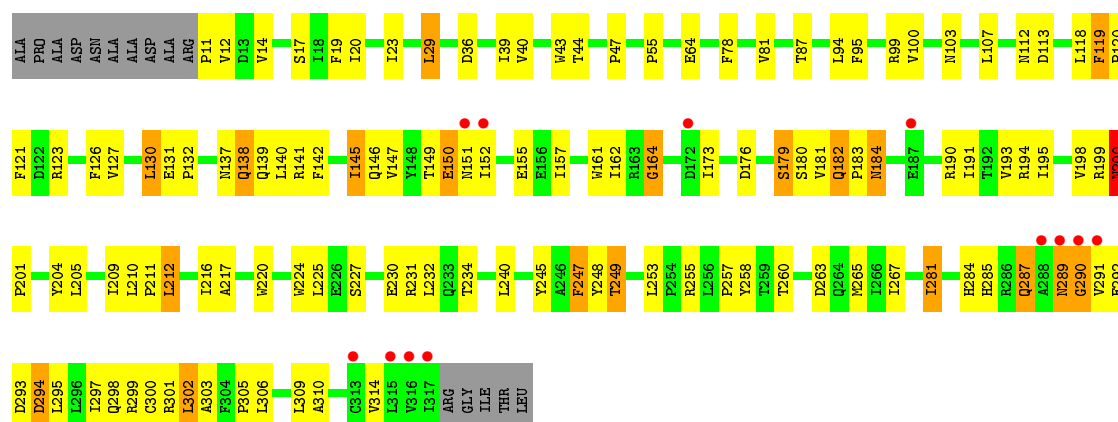 ALA PRO ALA ASP ASN ALA ALA ASP ALA ARG P11 V12 D13 V14 S17 I18 F19 I20 I23 L29 D36 I39 V40 W43 T44 P47 P55 E64 F78 V81 T87 L94 F95 R99 V100 N103 L107 N112 D113 L118 F119 P120
F121 D122 R123 F126 V127 L130 E131 P132 N137 Q138 Q139 L140 R141 F142 I145 Q146 V147 Y148 T149 E150 N151 I152 E155 E156 I157 W161 I162 R163 G164 D172 I173 D176 S179 S180 V181 Q182 P183 N184 E187 R190 I191 T192 V193 R194 I195 V198 R199 N200
P201 Y204 L205 I209 L210 P211 L212 I216 A217 W220 W224 L225 E226 S227 E230 R231 L232 Q233 T234 L240 Y245 A246 F247 Y248 T249 L253 P254 R255 L256 P257 Y258 T259 T260 D263 Q264 M265 I266 I267 I281 H284 H285 R286 Q287 A288 N289 G290 V291
D293 D294 L295 L296 I297 Q298 R299 C300 R301 L302 A303 F304 P305 L306 L309 A310 C313 V314 L315 V316 I317 ARG GLY ILE THR LEU